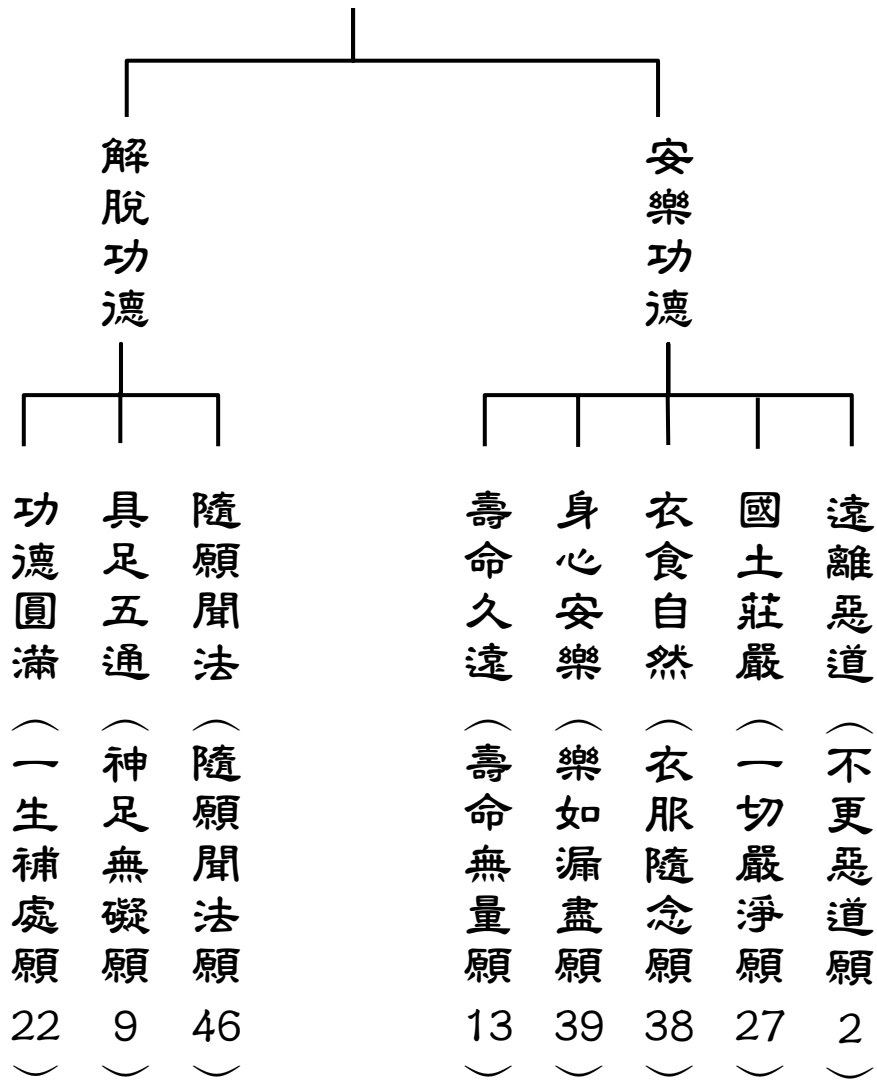 安樂功德
遠離惡道（不更惡道願2）
國土莊嚴（一切嚴淨願27）
衣食自然（衣服隨念願38）
身心安樂（樂如漏盡願39）
壽命久遠（壽命無量願13）
解脫功德
隨願聞法（隨願聞法願46）
具足五通（神足無礙願9）
功德圓滿（一生補處願22）